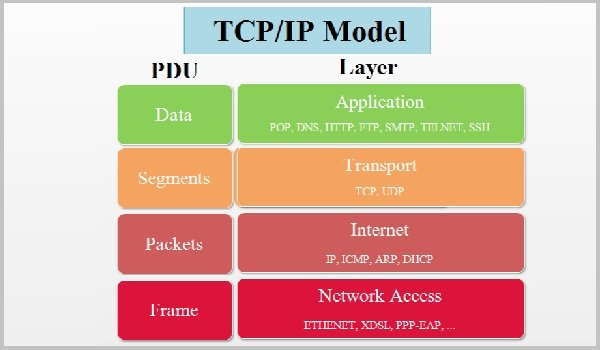 TCP/IP Model
PDU Layer
Data
Application
POP, DNS, HTTP, FTP, SMTP, TELNET, SSH
Segments
Transport
TCP, UDP
Packets
Internet
IP, ICMP, ARP, DHCP
Frame
Network Access
ETHENET, XDSL, PPP-EAP, ...